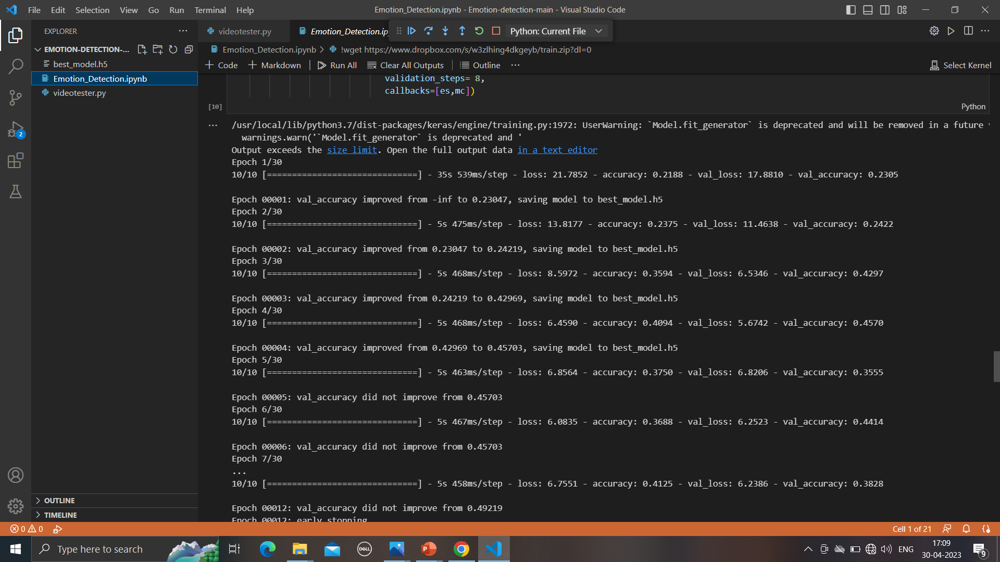 File Edit Selection View Go Run Terminal Help
Emotion_Detection.ipynb - Emotion-detection-main - Visual Studio Code
EXPLORER
EMOTION-DETECTION-...
best_model.h5
Emotion_Detection.ipynb
videotester.py
OUTLINE
TIMELINE
2
videotester.py
Emotion_Detection.ip
Python: Current File
Emotion_Detection.ipynb > !wget https://www.dropbox.com/s/w3zlhing4dkgeyb/train.zip?dl=0
+ Code + Markdown | Run All Clear All Outputs | Outline ...
Select Kernel
validation_steps= 8,
callbacks=[es,mc])
[10]
Python
/usr/local/lib/python3.7/dist-packages/keras/engine/training.py:1972: UserWarning: `Model.fit_generator` is deprecated and will be removed in a future
warnings.warn('`Model.fit_generator` is deprecated and '
Output exceeds the size limit. Open the full output data in a text editor
Epoch 1/30
10/10 [==============================] - 35s 539ms/step - loss: 21.7852 - accuracy: 0.2188 - val_loss: 17.8810 - val_accuracy: 0.2305
Epoch 00001: val_accuracy improved from -inf to 0.23047, saving model to best_model.h5
Epoch 2/30
10/10 [==============================] - 5s 475ms/step - loss: 13.8177 - accuracy: 0.2375 - val_loss: 11.4638 - val_accuracy: 0.2422
Epoch 00002: val_accuracy improved from 0.23047 to 0.24219, saving model to best_model.h5
Epoch 3/30
10/10 [==============================] - 5s 468ms/step - loss: 8.5972 - accuracy: 0.3594 - val_loss: 6.5346 - val_accuracy: 0.4297
Epoch 00003: val_accuracy improved from 0.24219 to 0.42969, saving model to best_model.h5
Epoch 4/30
10/10 [==============================] - 5s 468ms/step - loss: 6.4590 - accuracy: 0.4094 - val_loss: 5.6742 - val_accuracy: 0.4570
Epoch 00004: val_accuracy improved from 0.42969 to 0.45703, saving model to best_model.h5
Epoch 5/30
10/10 [==============================] - 5s 463ms/step - loss: 6.8564 - accuracy: 0.3750 - val_loss: 6.8206 - val_accuracy: 0.3555
Epoch 00005: val_accuracy did not improve from 0.45703
Epoch 6/30
10/10 [==============================] - 5s 467ms/step - loss: 6.0835 - accuracy: 0.3688 - val_loss: 6.2523 - val_accuracy: 0.4414
Epoch 00006: val_accuracy did not improve from 0.45703
Epoch 7/30
...
10/10 [==============================] - 5s 458ms/step - loss: 6.7551 - accuracy: 0.4125 - val_loss: 6.2386 - val_accuracy: 0.3828
Epoch 00012: val_accuracy did not improve from 0.49219
Epoch 00012: early stopping
0 0
Cell 1 of 21
Type here to search
DELL
ENG
17:09
30-04-2023
9